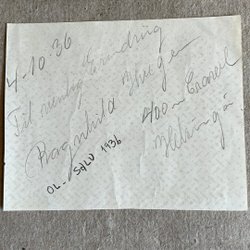 4-10 36
Til venlig Erindring
Ragnhild Hveger
400 m Crawl
Helsingør
OL-SØLV 1936